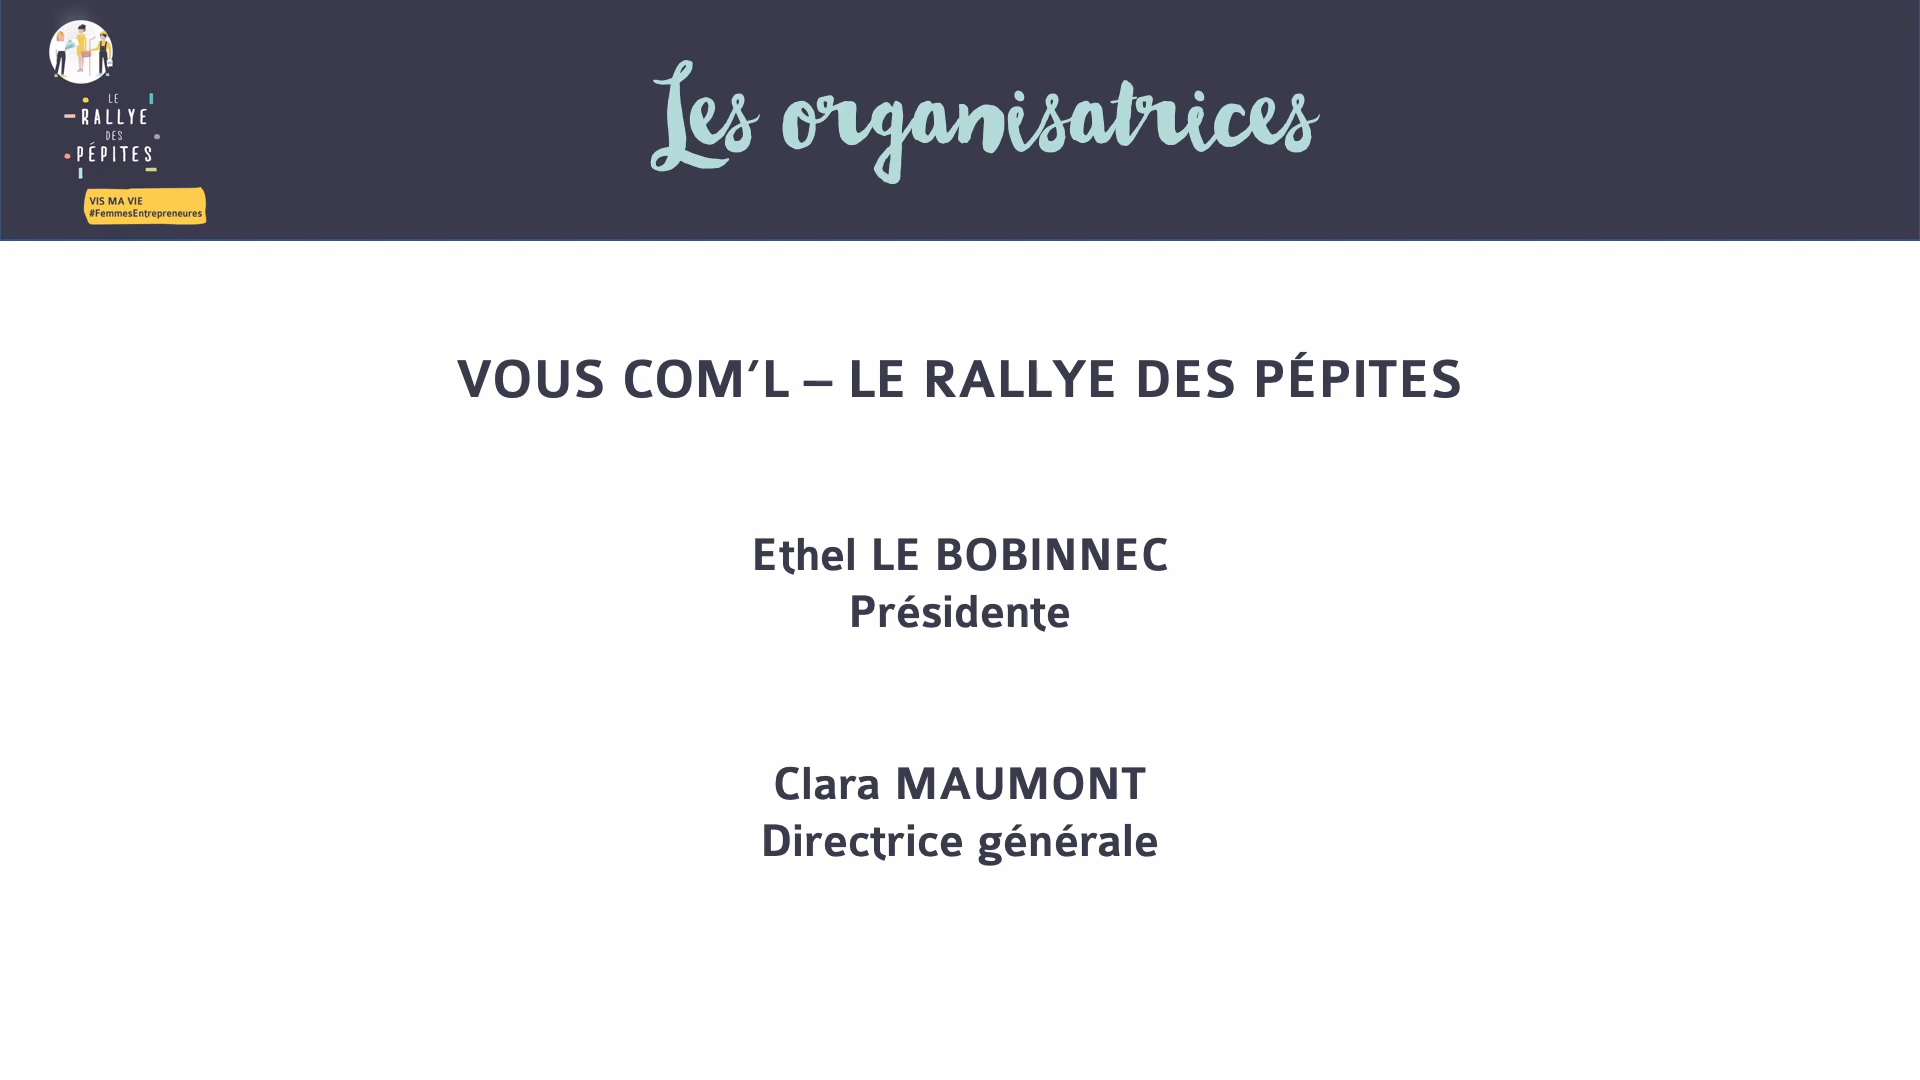 LE
RALLYE
DES
PÉPITES
VIS MA VIE
#FemmesEntrepreneures
Les organisatrices
VOUS COM’L – LE RALLYE DES PÉPITES
Ethel LE BOBINNEC
Présidente
Clara MAUMONT
Directrice générale